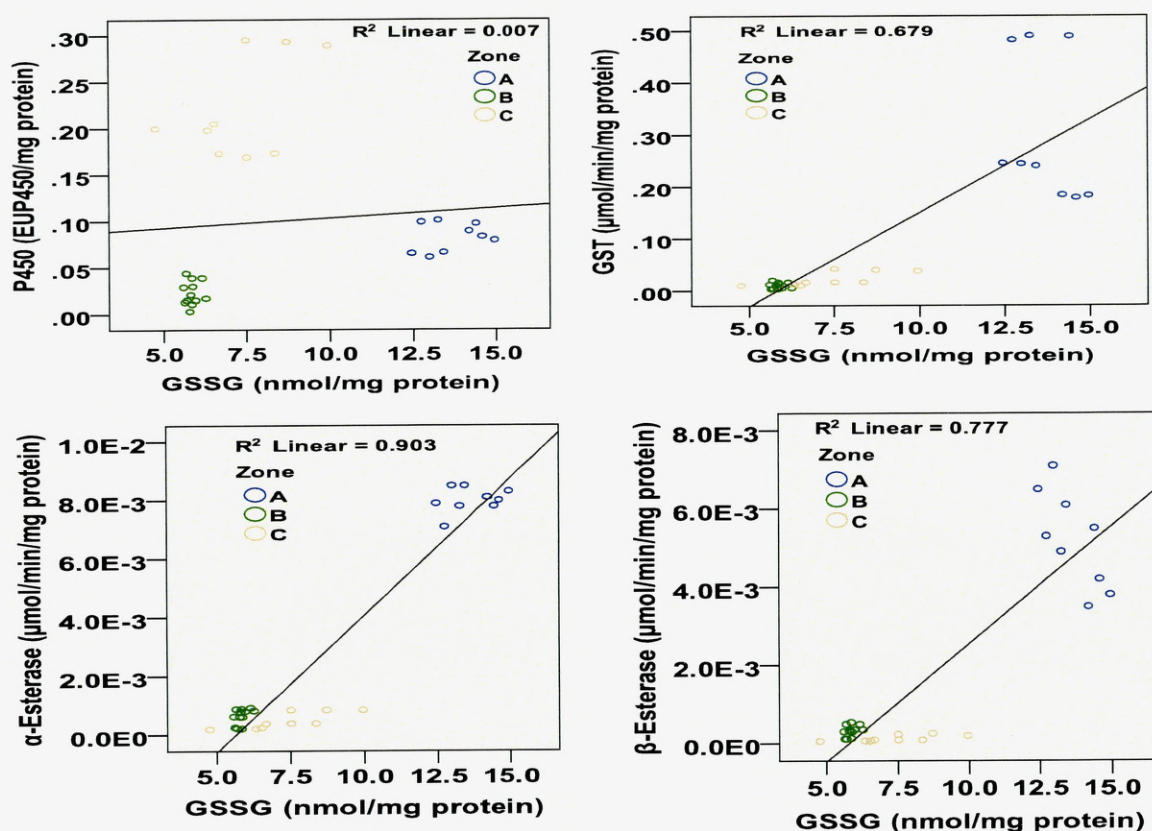 R² Linear = 0.007
Zone
A
B
C
P450 (EUP450/mg protein)
.30
.25
.20
.15
.10
.05
.00
5.0 7.5 10.0 12.5 15.0
GSSG (nmol/mg protein)
R² Linear = 0.679
Zone
A
B
C
GST (µmol/min/mg protein)
.50
.40
.30
.20
.10
.00
5.0 7.5 10.0 12.5 15.0
GSSG (nmol/mg protein)
R² Linear = 0.903
Zone
A
B
C
α-Esterase (µmol/min/mg protein)
1.0E-2
8.0E-3
6.0E-3
4.0E-3
2.0E-3
0.0E0
5.0 7.5 10.0 12.5 15.0
GSSG (nmol/mg protein)
R² Linear = 0.777
Zone
A
B
C
β-Esterase (µmol/min/mg protein)
8.0E-3
6.0E-3
4.0E-3
2.0E-3
0.0E0
5.0 7.5 10.0 12.5 15.0
GSSG (nmol/mg protein)